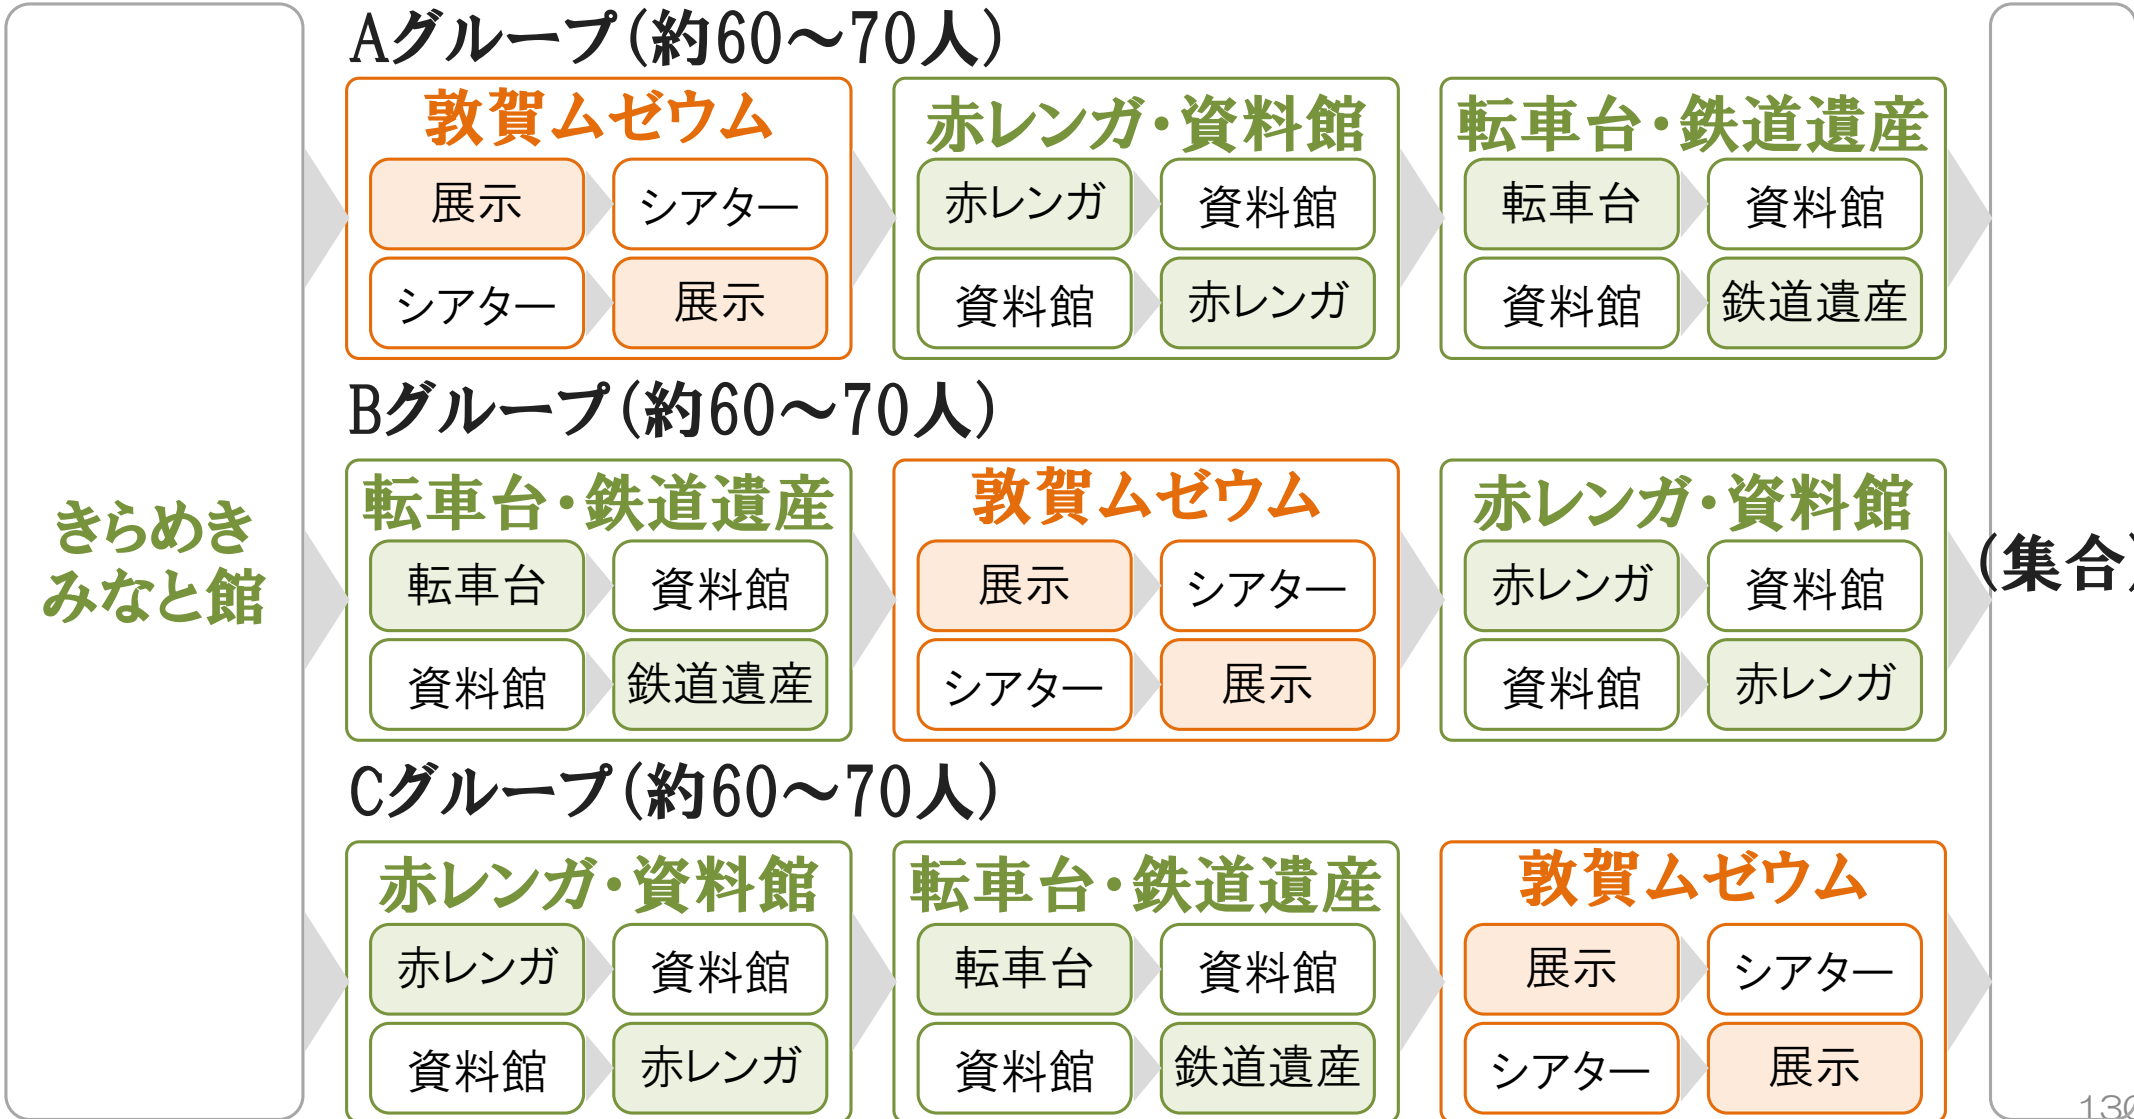 きらめき
みなと館
Aグループ(約60～70人)
敦賀ムゼウム
展示
シアター
シアター
展示
赤レンガ・資料館
赤レンガ
資料館
資料館
赤レンガ
転車台・鉄道遺産
転車台
資料館
資料館
鉄道遺産
Bグループ(約60～70人)
転車台・鉄道遺産
転車台
資料館
資料館
鉄道遺産
敦賀ムゼウム
展示
シアター
シアター
展示
赤レンガ・資料館
赤レンガ
資料館
資料館
赤レンガ
Cグループ(約60～70人)
赤レンガ・資料館
赤レンガ
資料館
資料館
赤レンガ
転車台・鉄道遺産
転車台
資料館
資料館
鉄道遺産
敦賀ムゼウム
展示
シアター
シアター
展示
(集合)